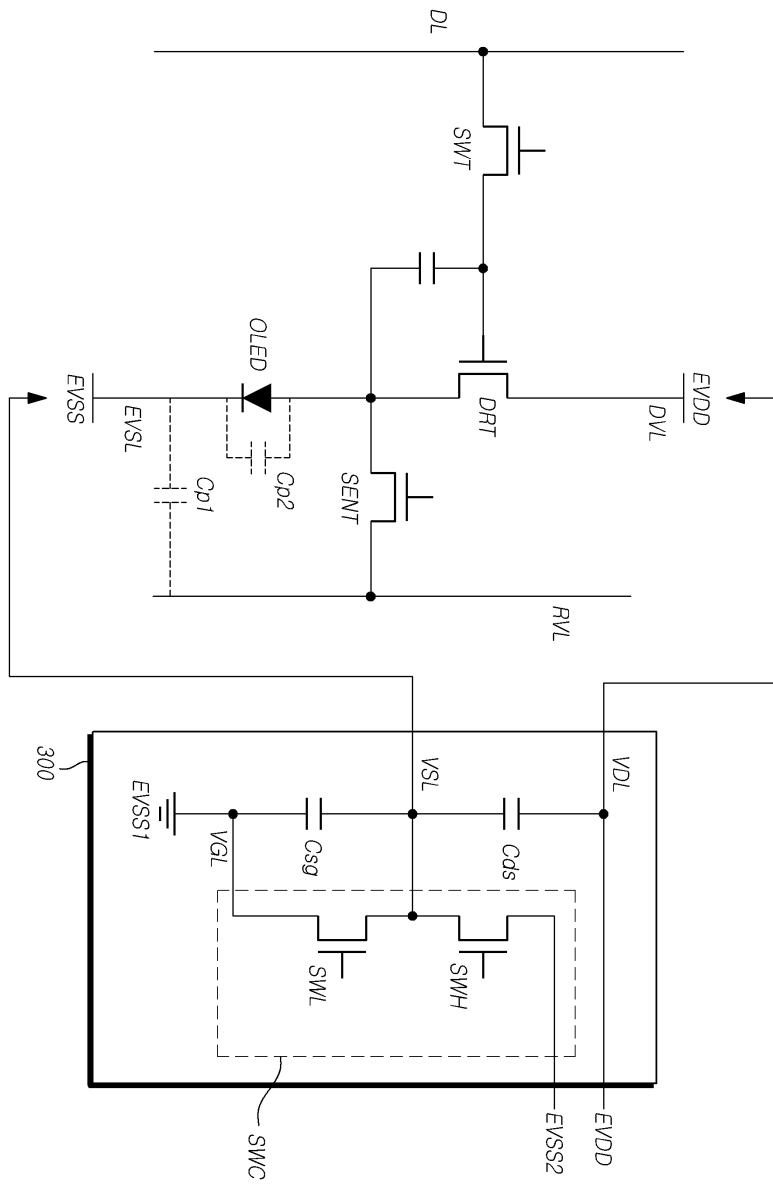 EVDD
DVL
DL
SWT
DRT
SENT
RVL
OLED
Cp2
Cp1
EVSL
EVSS
VDL
EVDD
Cds
VSL
Csg
VGL
EVSS1
SWH
SWL
EVSS2
SWC
300